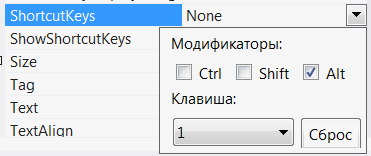 ShortcutKeys None
ShowShortcutKeys
Модификаторы:
Size
Ctrl Shift Alt
Tag
Клавиша:
Text
1 Сброс
TextAlign